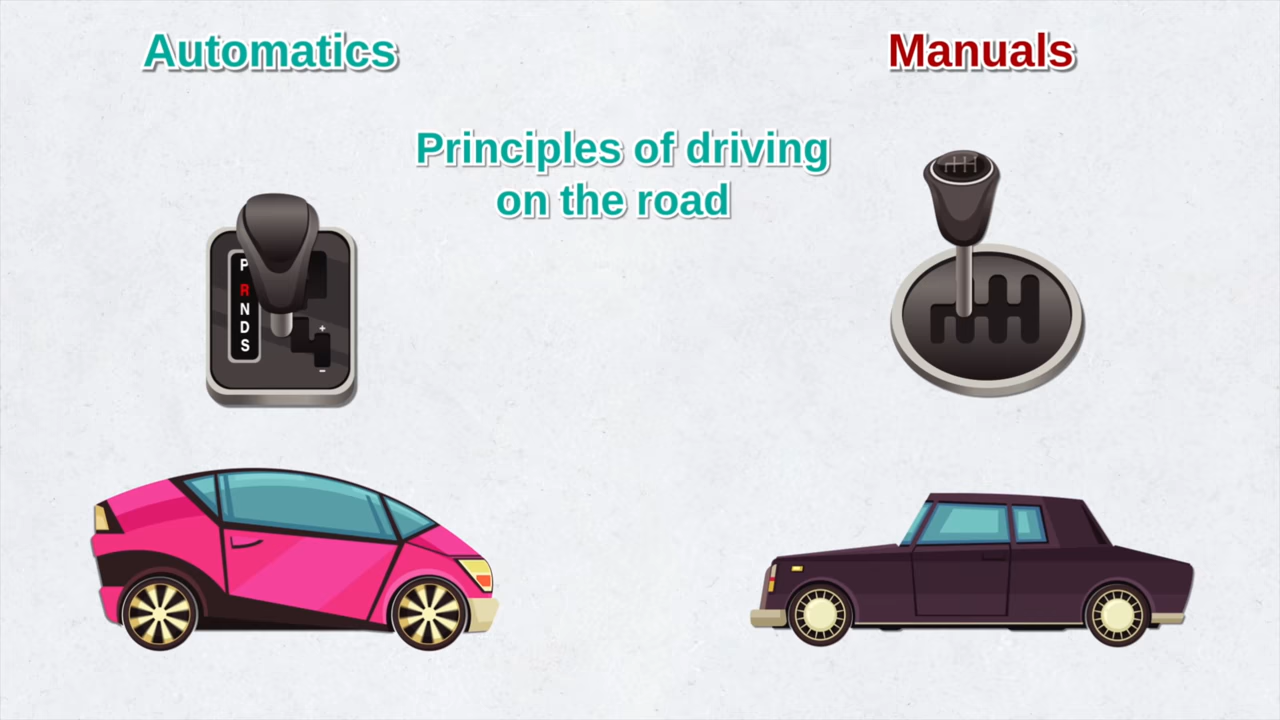 Automatics
Manuals
Principles of driving
on the road
P
R
N
D
S
+
−